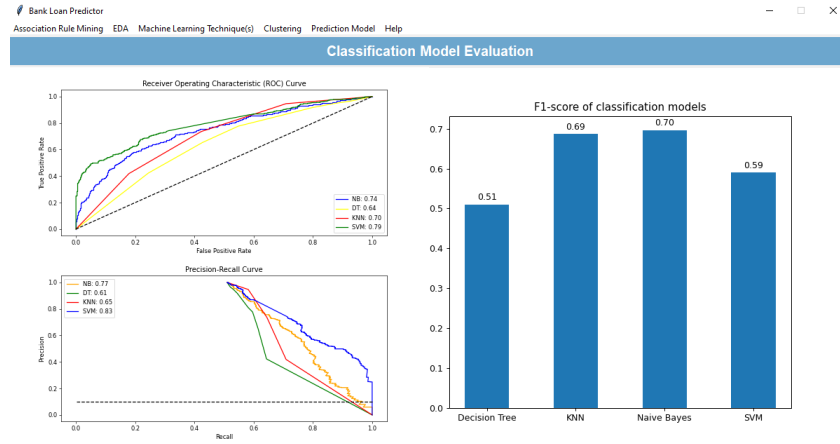 Bank Loan Predictor
Association Rule Mining EDA Machine Learning Technique(s) Clustering Prediction Model Help
Classification Model Evaluation
Receiver Operating Characteristic (ROC) Curve
True Positive Rate
1.0
0.8
0.6
0.4
0.2
0.0
NB: 0.74
DT: 0.64
KNN: 0.70
SVM: 0.79
0.0 0.2 0.4 0.6 0.8 1.0
False Positive Rate
Precision-Recall Curve
Precision
1.0
0.8
0.6
0.4
0.2
0.0
NB: 0.77
DT: 0.61
KNN: 0.65
SVM: 0.83
0.0 0.2 0.4 0.6 0.8 1.0
Recall
F1-score of classification models
0.7
0.6
0.5
0.4
0.3
0.2
0.1
0.0
0.51
0.69
0.70
0.59
Decision Tree KNN Naive Bayes SVM